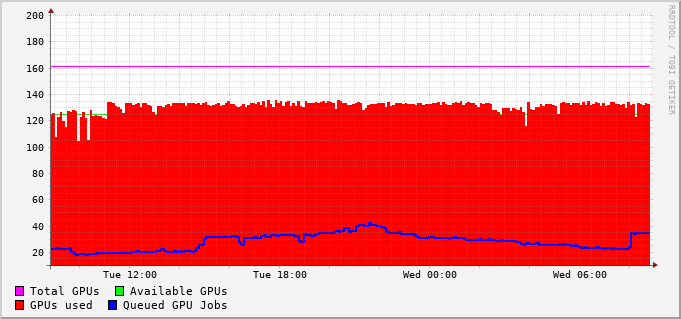 200
180
160
140
120
100
80
60
40
20
Tue 12:00 Tue 18:00 Wed 00:00 Wed 06:00
Total GPUs Available GPUs
GPUs used Queued GPU Jobs
RRDTOOL / TOBI OETIKER